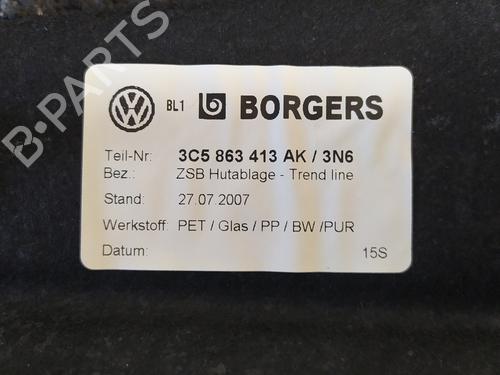 BL1 BORGERS
Teil-Nr: 3C5 863 413 AK / 3N6
Bez.: ZSB Hutablage - Trend line
Stand: 27.07.2007
Werkstoff: PET / Glas / PP / BW /PUR
Datum: 15S
B-PARTS